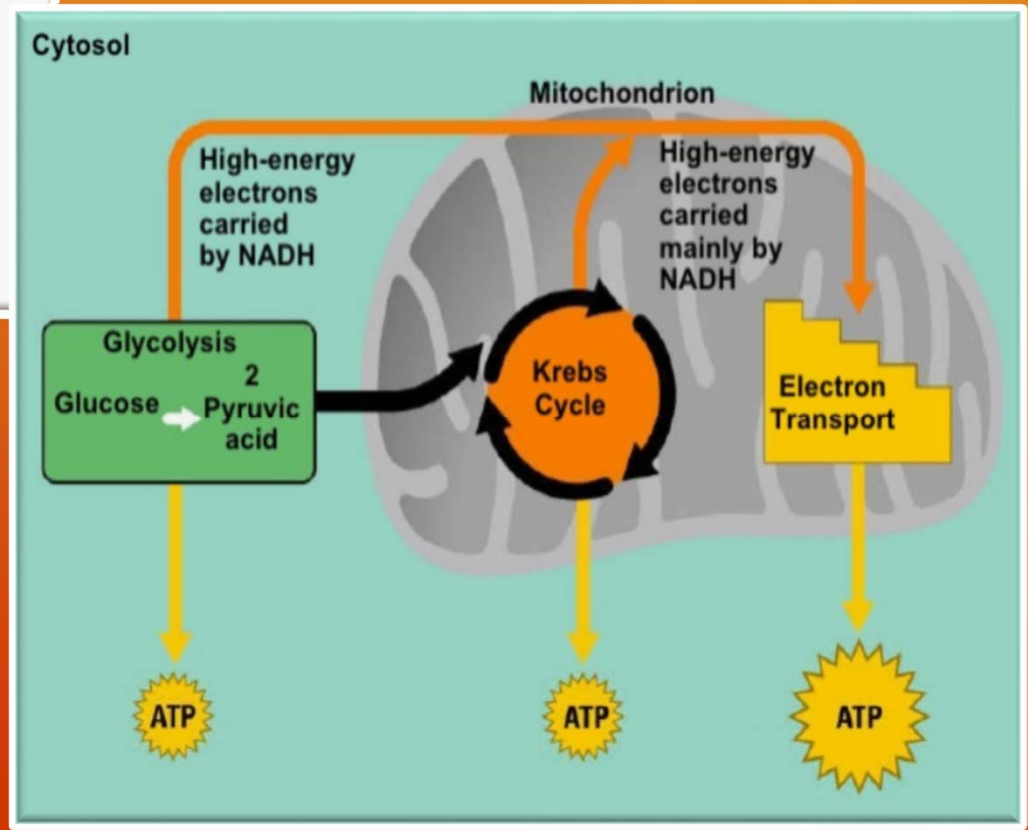 Cytosol
Mitochondrion
High-energy
electrons
carried
by NADH
High-energy
electrons
carried
mainly by
NADH
Glycolysis
2
Glucose Pyruvic
acid
Krebs
Cycle
Electron
Transport
ATP
ATP
ATP